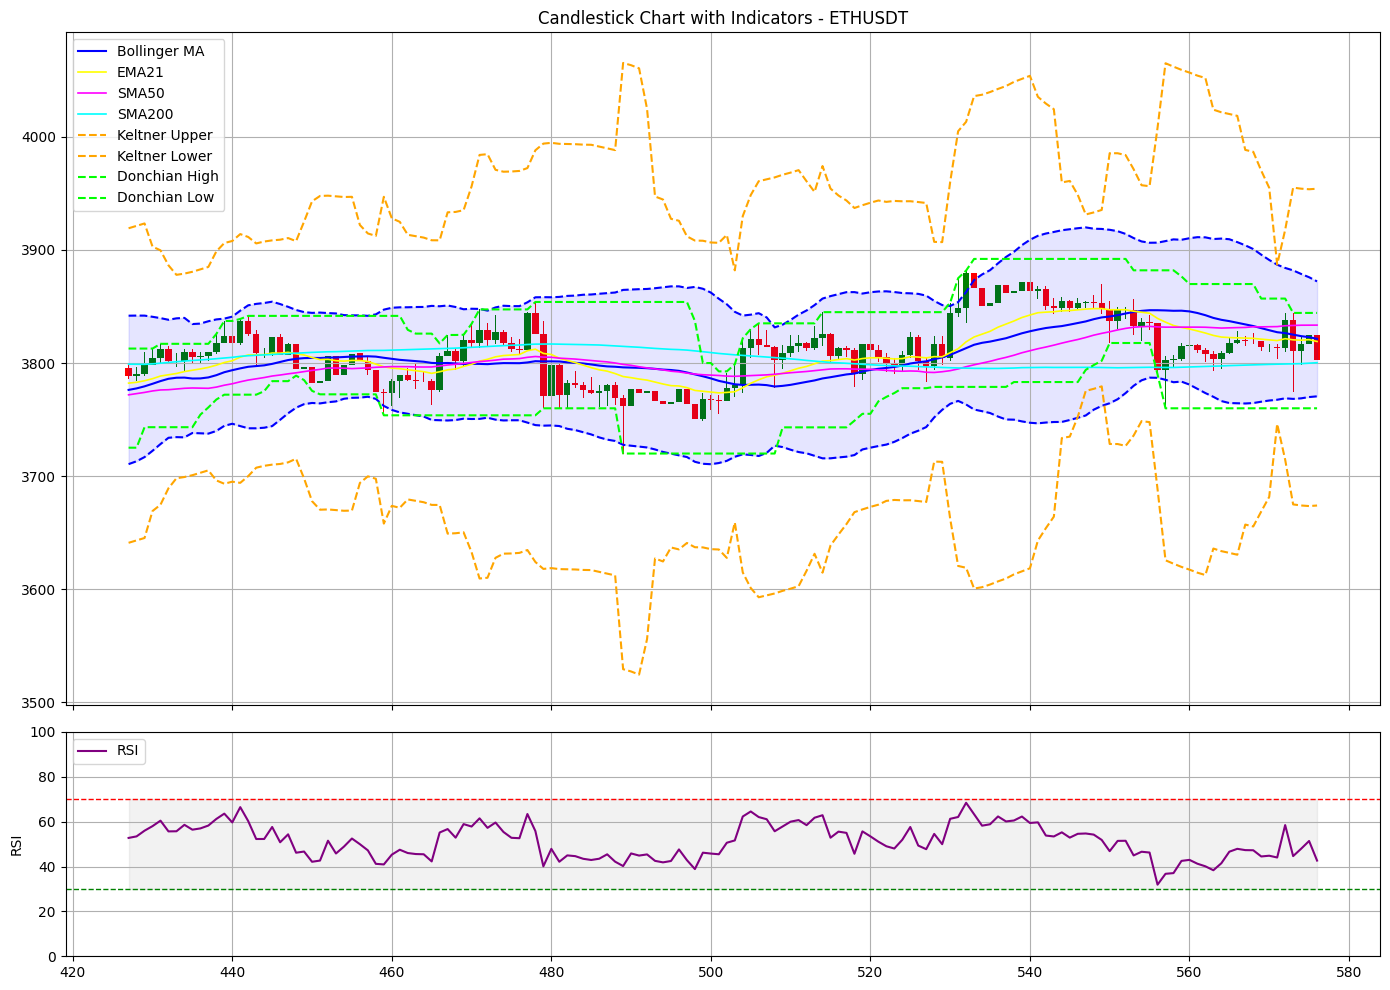 Candlestick Chart with Indicators - ETHUSDT
Bollinger MA
EMA21
SMA50
SMA200
Keltner Upper
Keltner Lower
Donchian High
Donchian Low
4000
3900
3800
3700
3600
3500
RSI
100
80
60
40
20
0
RSI
420 440 460 480 500 520 540 560 580